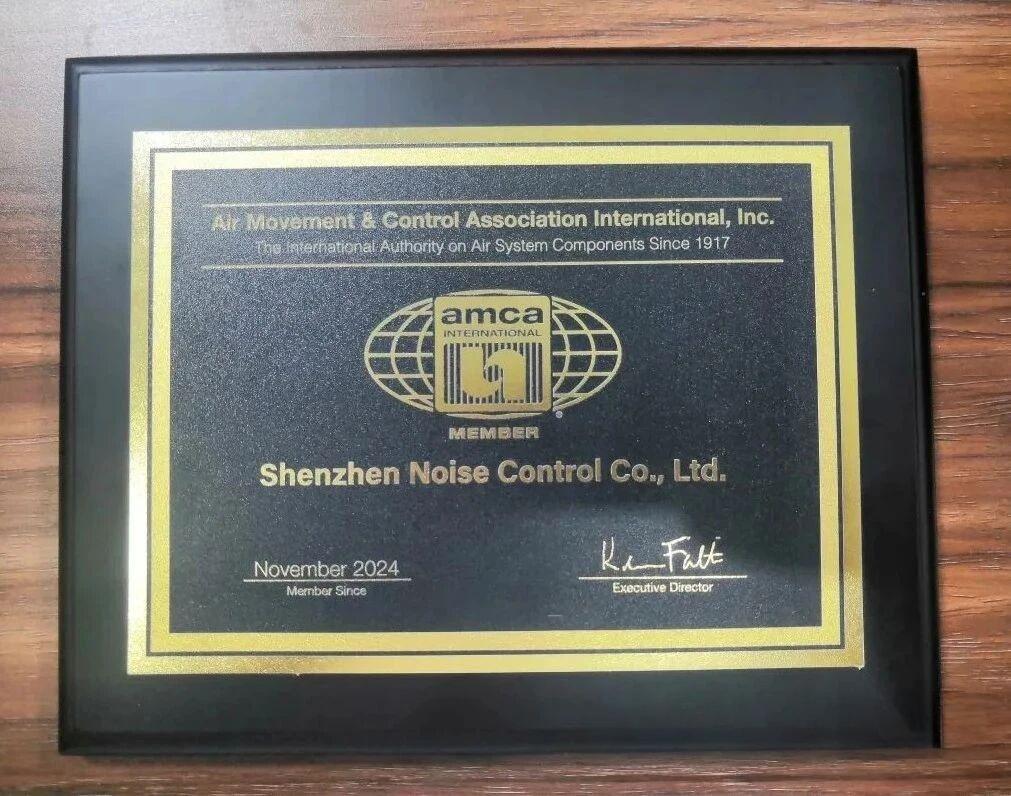 Air Movement & Control Association International, Inc.
The International Authority on Air System Components Since 1917
amca
INTERNATIONAL
®
MEMBER
Shenzhen Noise Control Co., Ltd.
November 2024
Member Since
Executive Director